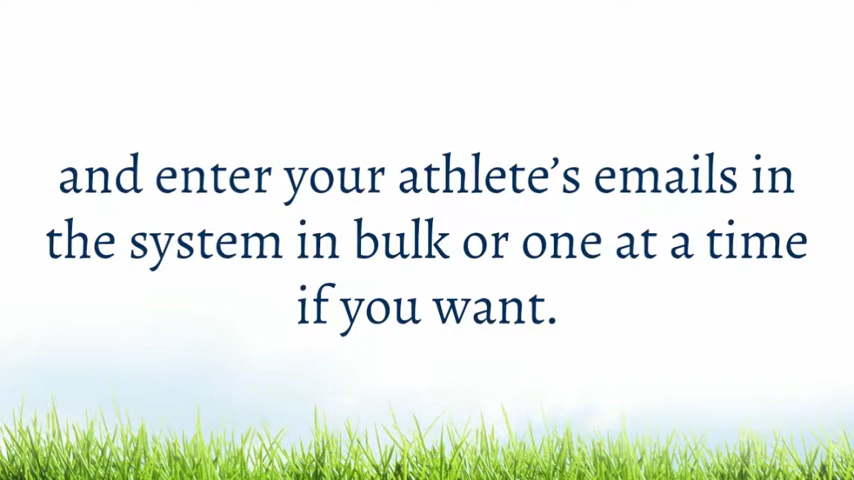 and enter your athlete’s emails in
the system in bulk or one at a time
if you want.